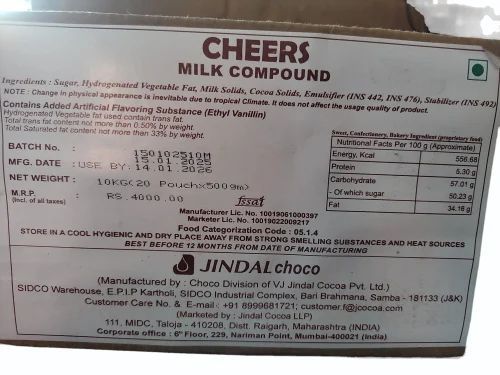 CHEERS
MILK COMPOUND
Ingredients : Sugar, Hydrogenated Vegetable Fat, Milk Solids, Cocoa Solids, Emulsifier (INS 442, INS 476), Stabilizer (INS 492)
NOTE : Change in physical appearance is inevitable due to tropical Climate. It does not affect the usage quality of product.
Contains Added Artificial Flavoring Substance (Ethyl Vanillin)
Hydrogenated Vegetable fat used contains trans fat.
Total trans fat content not more than 0.50% by weight.
Total Saturated fat content not more than 33% by weight.
BATCH NO. : 150102510M
MFG. DATE : 15.01.2025
USE BY : 14.01.2026
NET WEIGHT : 10KG(20 Pouch×500gm)
M.R.P. : RS.4000.00
(Incl. of all taxes)
Sweet, Confectionery, Bakery Ingredient (proprietary food)
Nutritional Facts Per 100 g (Approximate)
Energy, Kcal 556.68
Protein 5.30 g
Carbohydrate 57.01 g
- Of which sugar 50.23 g
Fat 34.16 g
fssai
Manufacturer Lic. No. 10019061000397
Marketer Lic. No. 10019022009217
Food Categorization Code : 05.1.4
STORE IN A COOL HYGIENIC AND DRY PLACE AWAY FROM STRONG SMELLING SUBSTANCES AND HEAT SOURCES
BEST BEFORE 12 MONTHS FROM DATE OF MANUFACTURING
JINDAL choco
(Manufactured by : Choco Division of VJ Jindal Cocoa Pvt. Ltd.)
SIDCO Warehouse, E.P.I.P Kartholi, SIDCO Industrial Complex, Bari Brahmana, Samba - 181133 (J&K)
Customer Care No. & E-mail : +91 8999681721; customer.f@jcocoa.com
(Marketed by : Jindal Cocoa LLP)
111, MIDC, Taloja - 410208, Distt. Raigarh, Maharashtra (INDIA)
Corporate office : 6th Floor, 229, Nariman Point, Mumbai-400021 (India)